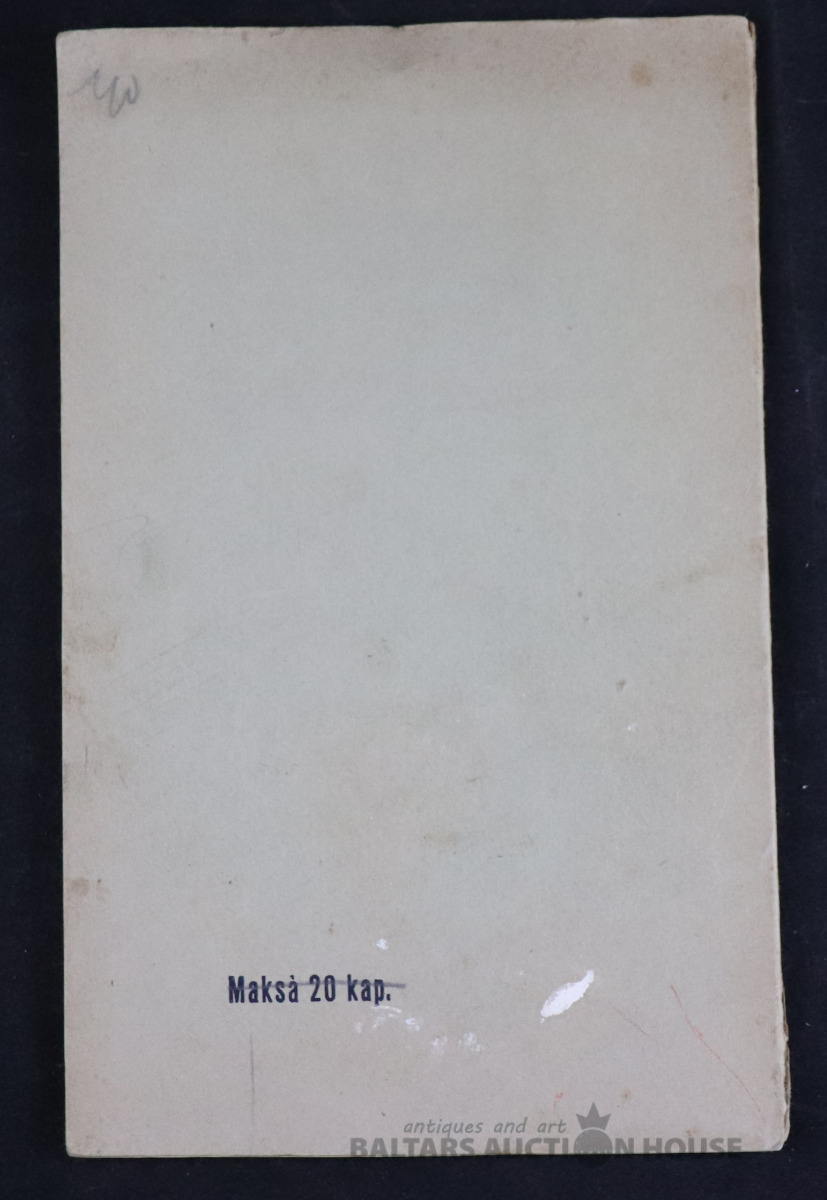 Maksà 20 kap.
antiques and art
BALTARS AUCTION HOUSE